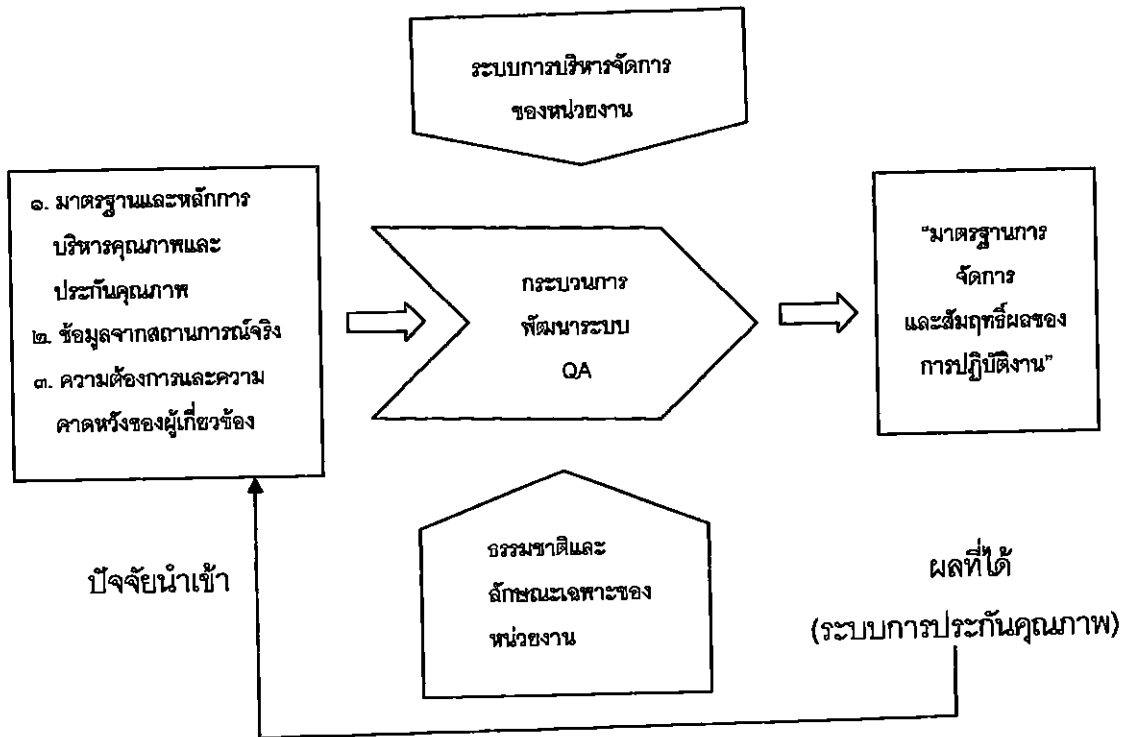 ระบบการบริหารจัดการ
ของหน่วยงาน
๑. มาตรฐานและหลักการ
บริหารคุณภาพและ
ประกันคุณภาพ
๒. ข้อมูลจากสถานการณ์จริง
๓. ความต้องการและความ
คาดหวังของผู้เกี่ยวข้อง
กระบวนการ
พัฒนาระบบ
QA
"มาตรฐานการ
จัดการ
และสัมฤทธิ์ผลของ
การปฏิบัติงาน"
ธรรมชาติและ
ลักษณะเฉพาะของ
หน่วยงาน
ปัจจัยนำเข้า
ผลที่ได้
(ระบบการประกันคุณภาพ)